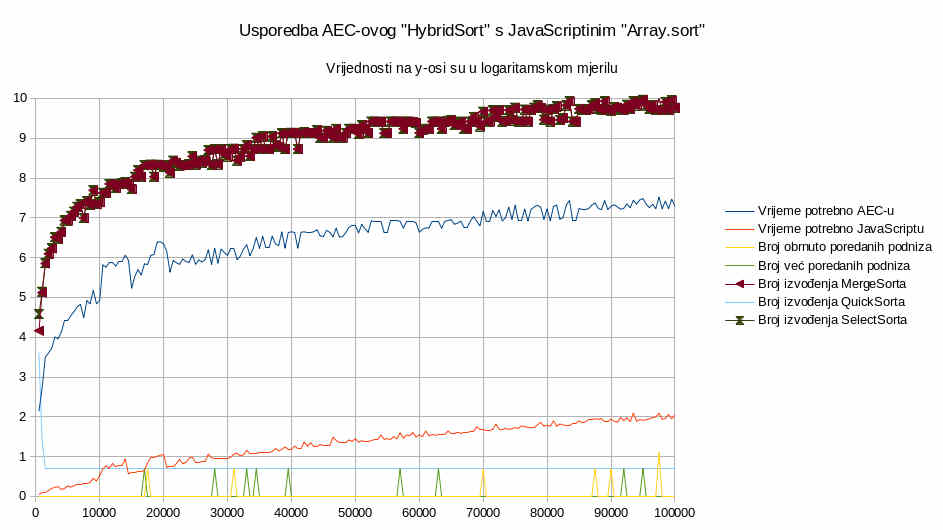 Usporedba AEC-ovog "HybridSort" s JavaScriptinim "Array.sort"
Vrijednosti na y-osi su u logaritamskom mjerilu
10
9
8
7
6
5
4
3
2
1
0
0 10000 20000 30000 40000 50000 60000 70000 80000 90000 100000
Vrijeme potrebno AEC-u
Vrijeme potrebno JavaScriptu
Broj obrnuto poredanih podniza
Broj već poredanih podniza
Broj izvođenja MergeSorta
Broj izvođenja QuickSorta
Broj izvođenja SelectSorta